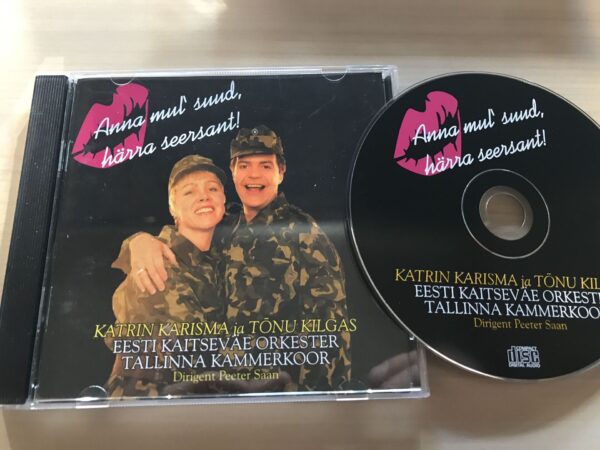 Anna mul' suud,
härra seersant!
KATRIN KARISMA ja TÕNU KILGAS
EESTI KAITSEVÄE ORKESTER
TALLINNA KAMMERKOOR
Dirigent Peeter Saan
Anna mul' suud,
härra seersant!
KATRIN KARISMA ja TÕNU KILG
EESTI KAITSEVÄE ORKEST
TALLINNA KAMMERKOO
Dirigent Peeter Saan
COMPACT
disc
DIGITAL AUDIO